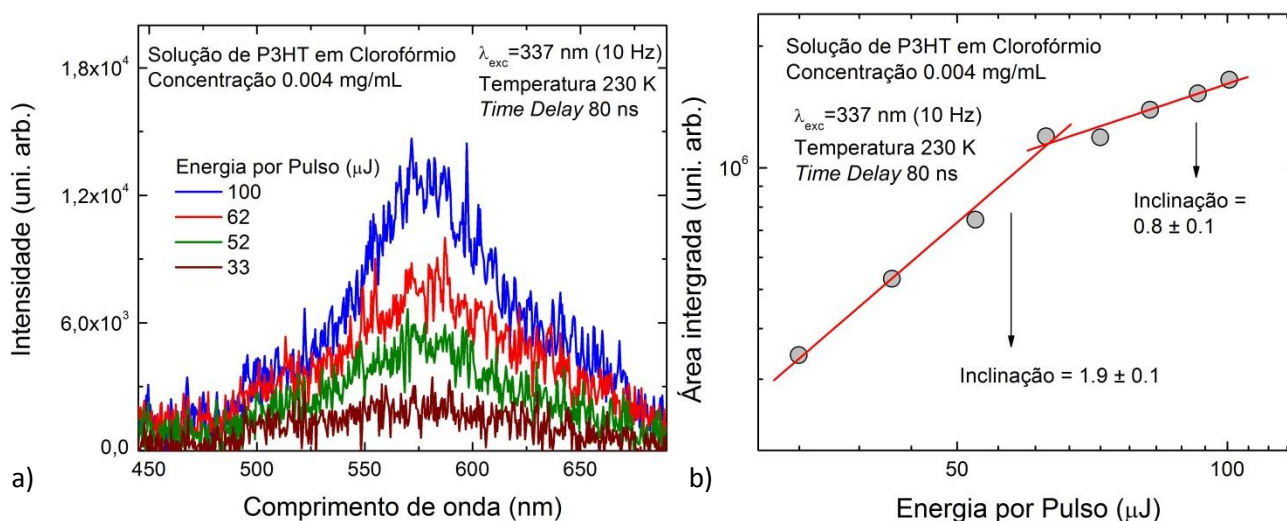 Solução de P3HT em Clorofórmio
Concentração 0.004 mg/mL
λexc=337 nm (10 Hz)
Temperatura 230 K
Time Delay 80 ns
Energia por Pulso (μJ)
100
62
52
33
Intensidade (uni. arb.)
1,8x10⁴
1,2x10⁴
6,0x10³
0,0
450
500
550
600
650
Comprimento de onda (nm)
a)
Solução de P3HT em Clorofórmio
Concentração 0.004 mg/mL
λexc=337 nm (10 Hz)
Temperatura 230 K
Time Delay 80 ns
Inclinação =
0.8 ± 0.1
Inclinação = 1.9 ± 0.1
Área intergrada (uni. arb.)
10⁶
50
100
Energia por Pulso (μJ)
b)